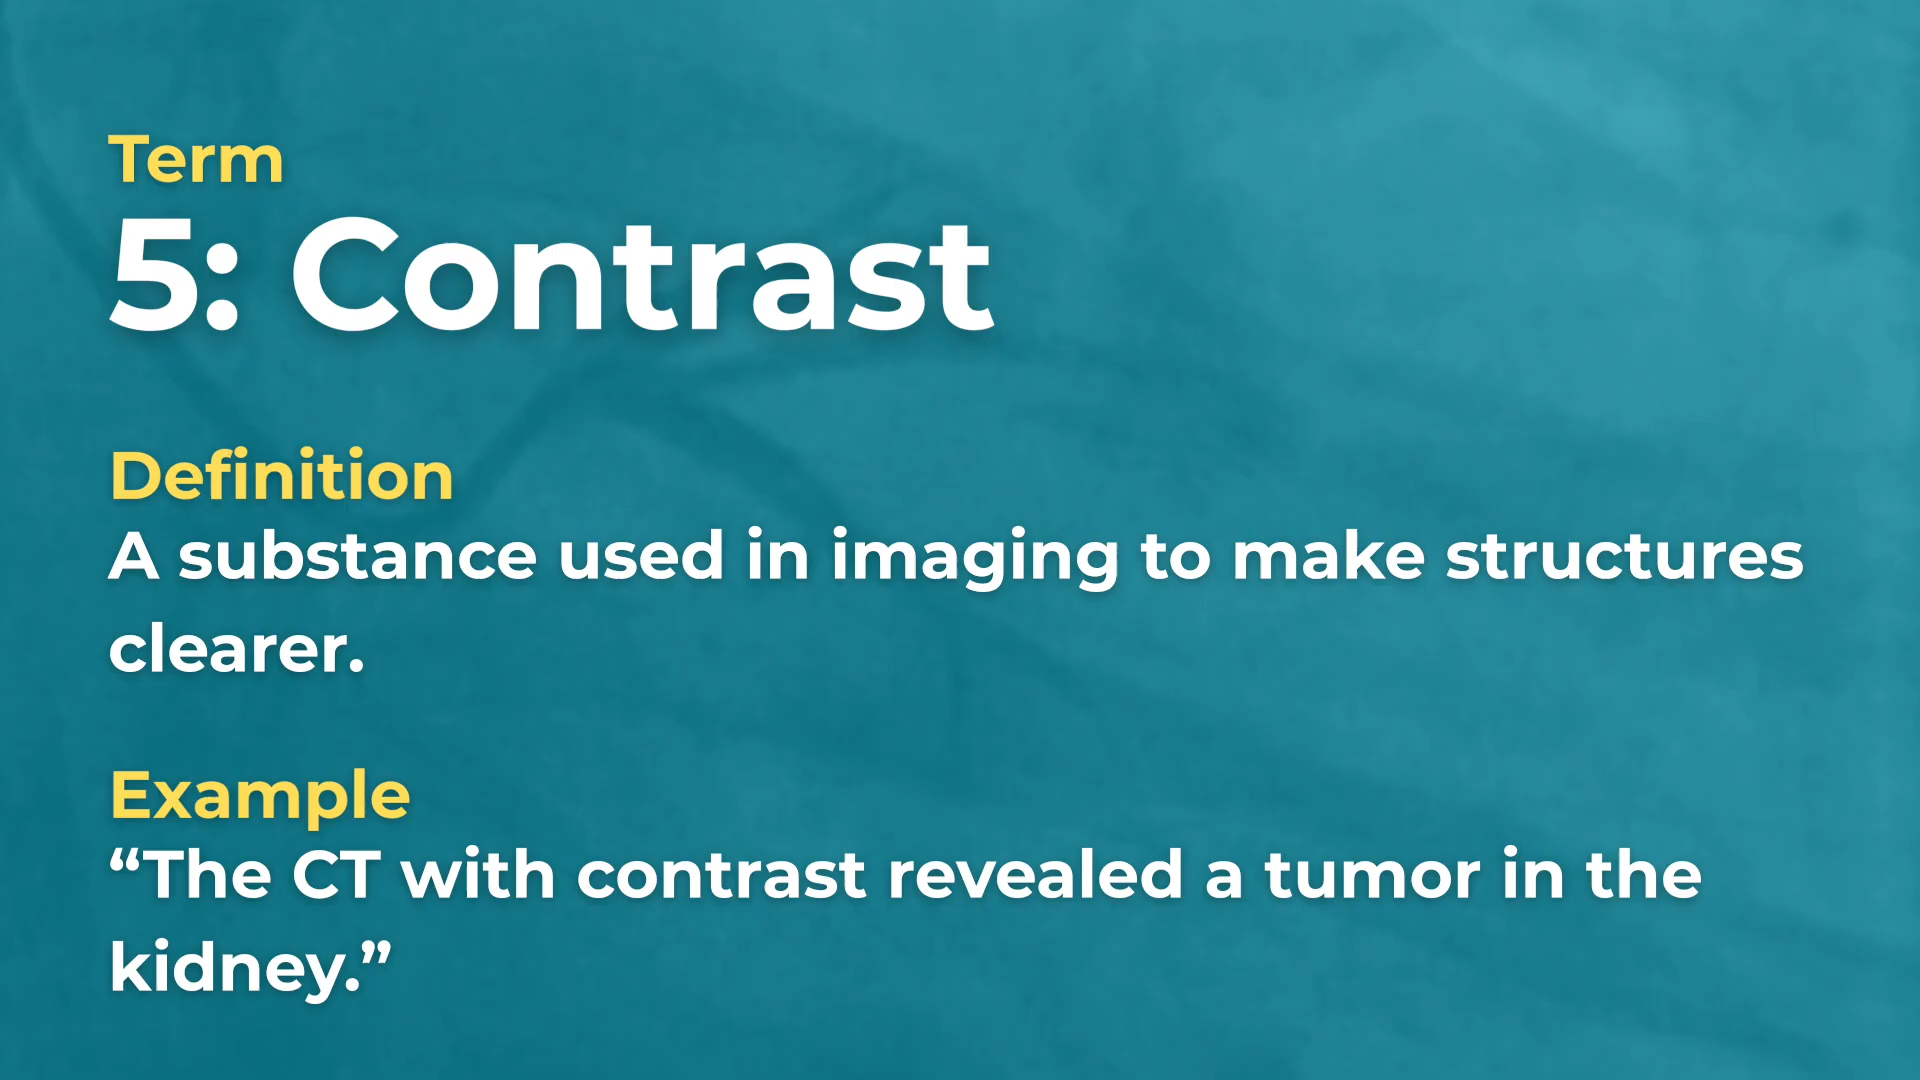 Term
5: Contrast
Definition
A substance used in imaging to make structures
clearer.
Example
“The CT with contrast revealed a tumor in the
kidney.”